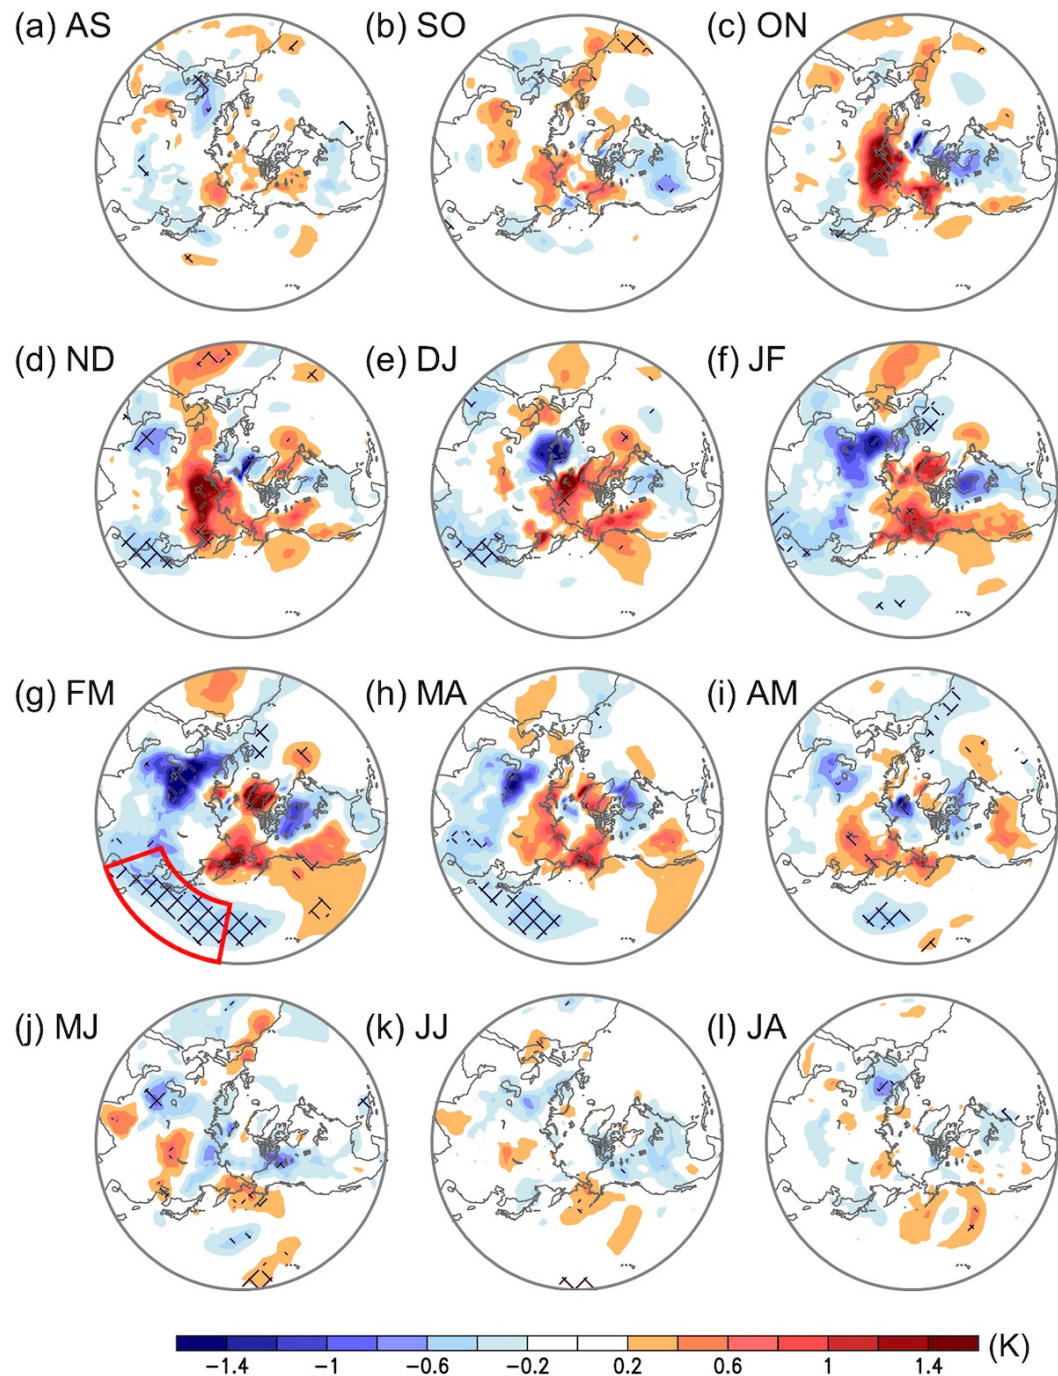 (a) AS (b) SO (c) ON
(d) ND (e) DJ (f) JF
(g) FM (h) MA (i) AM
(j) MJ (k) JJ (l) JA
−1.4 −1 −0.6 −0.2 0.2 0.6 1 1.4 (K)